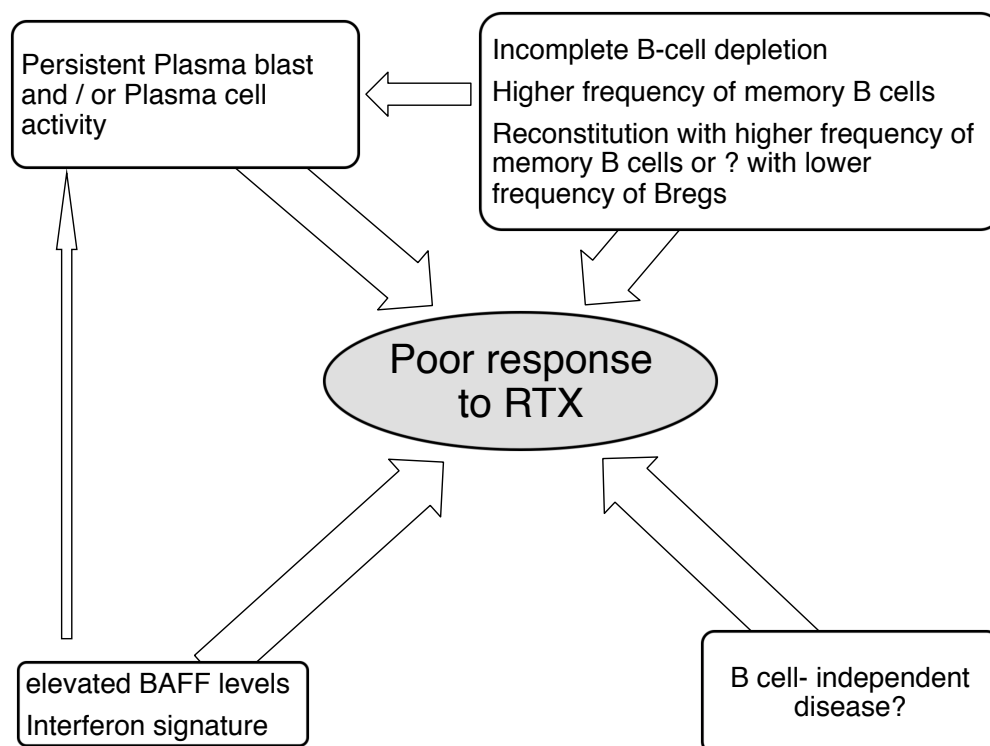 Persistent Plasma blast
and / or Plasma cell
activity
Incomplete B-cell depletion
Higher frequency of memory B cells
Reconstitution with higher frequency of
memory B cells or ? with lower
frequency of Bregs
Poor response
to RTX
elevated BAFF levels
Interferon signature
B cell- independent
disease?